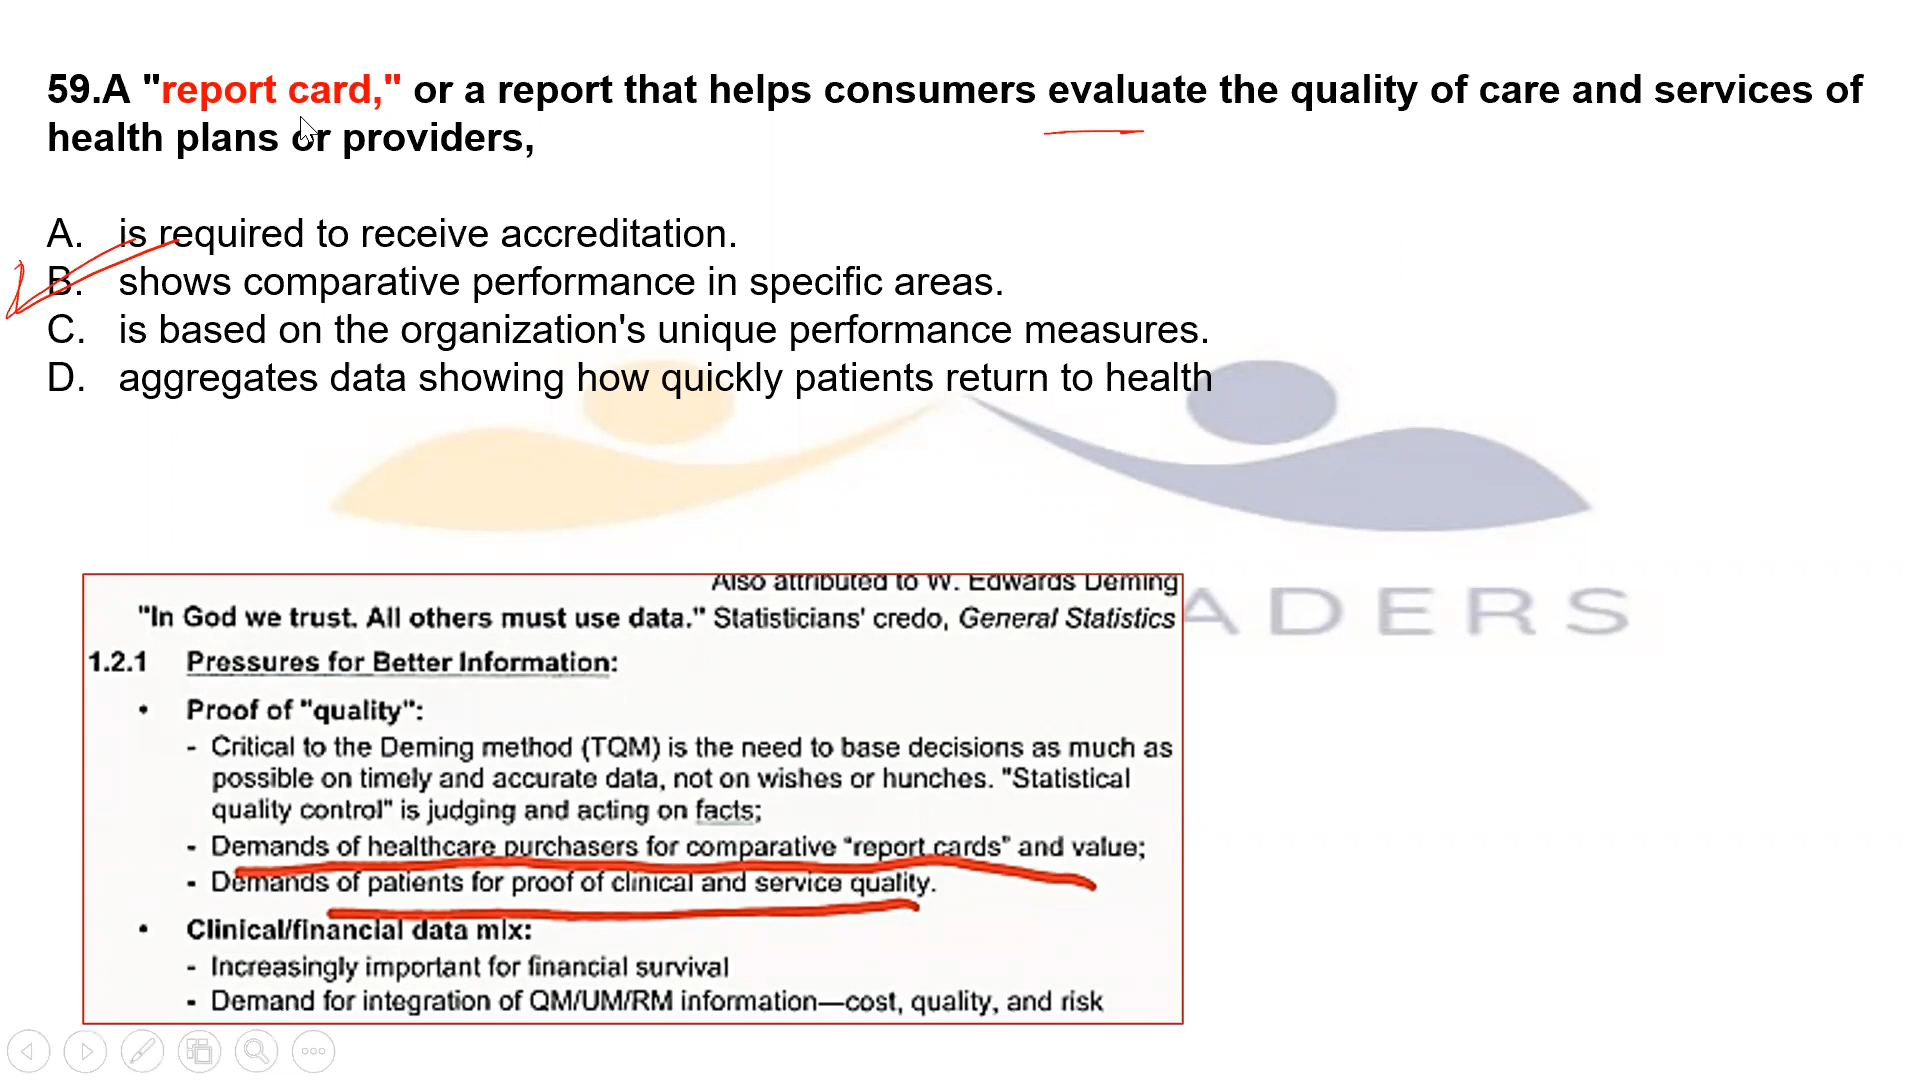 59.A "report card," or a report that helps consumers evaluate the quality of care and services of
health plans or providers,
A. is required to receive accreditation.
B. shows comparative performance in specific areas.
C. is based on the organization's unique performance measures.
D. aggregates data showing how quickly patients return to health
Also attributed to W. Edwards Deming
"In God we trust. All others must use data." Statisticians' credo, General Statistics
ADERS
1.2.1 Pressures for Better Information:
• Proof of "quality":
- Critical to the Deming method (TQM) is the need to base decisions as much as
possible on timely and accurate data, not on wishes or hunches. "Statistical
quality control" is judging and acting on facts;
- Demands of healthcare purchasers for comparative "report cards" and value;
- Demands of patients for proof of clinical and service quality.
• Clinical/financial data mix:
- Increasingly important for financial survival
- Demand for integration of QM/UM/RM information—cost, quality, and risk